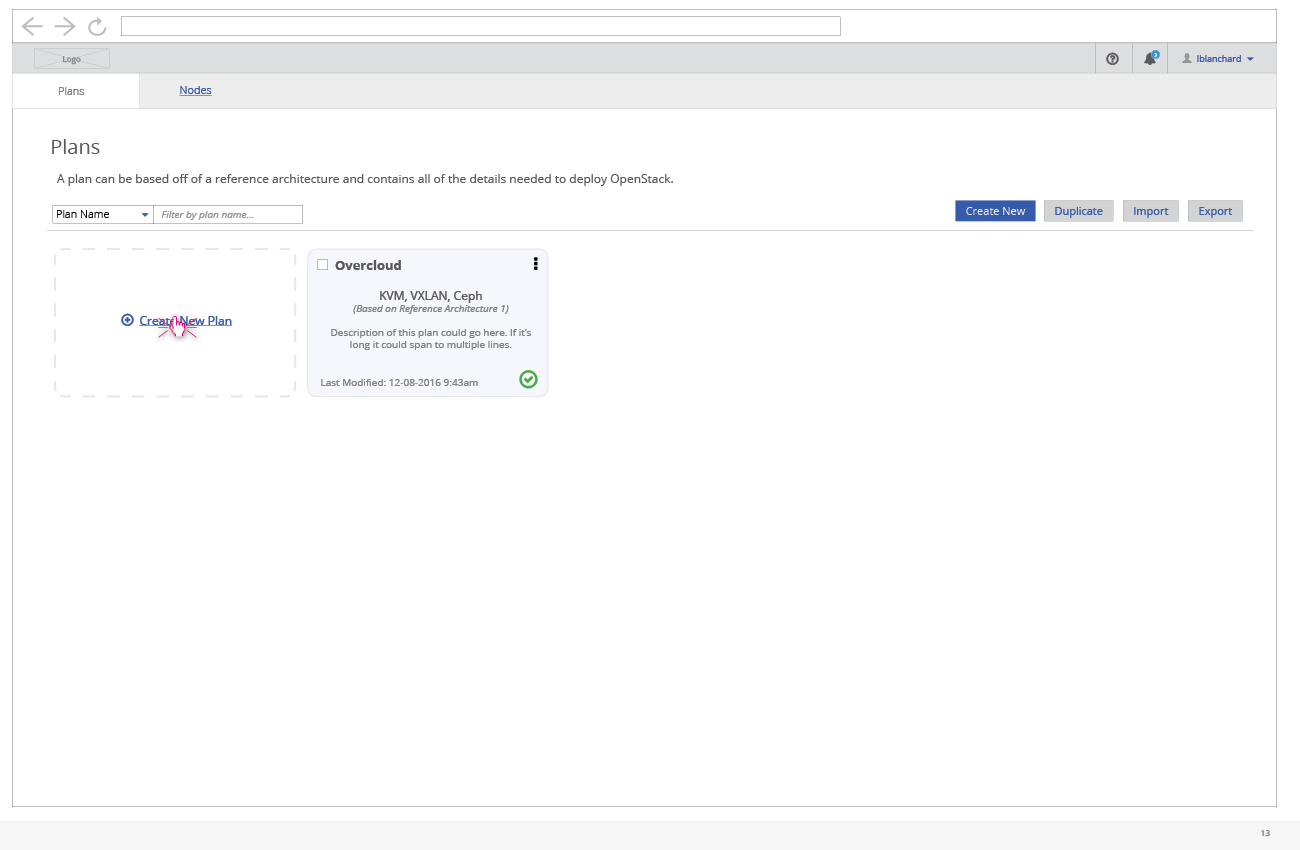 Logo
3
lblanchard
Plans
Nodes
Plans
A plan can be based off of a reference architecture and contains all of the details needed to deploy OpenStack.
Plan Name
Filter by plan name...
Create New
Duplicate
Import
Export
Create New Plan
Overcloud
KVM, VXLAN, Ceph
(Based on Reference Architecture 1)
Description of this plan could go here. If it's
long it could span to multiple lines.
Last Modified: 12-08-2016 9:43am
13